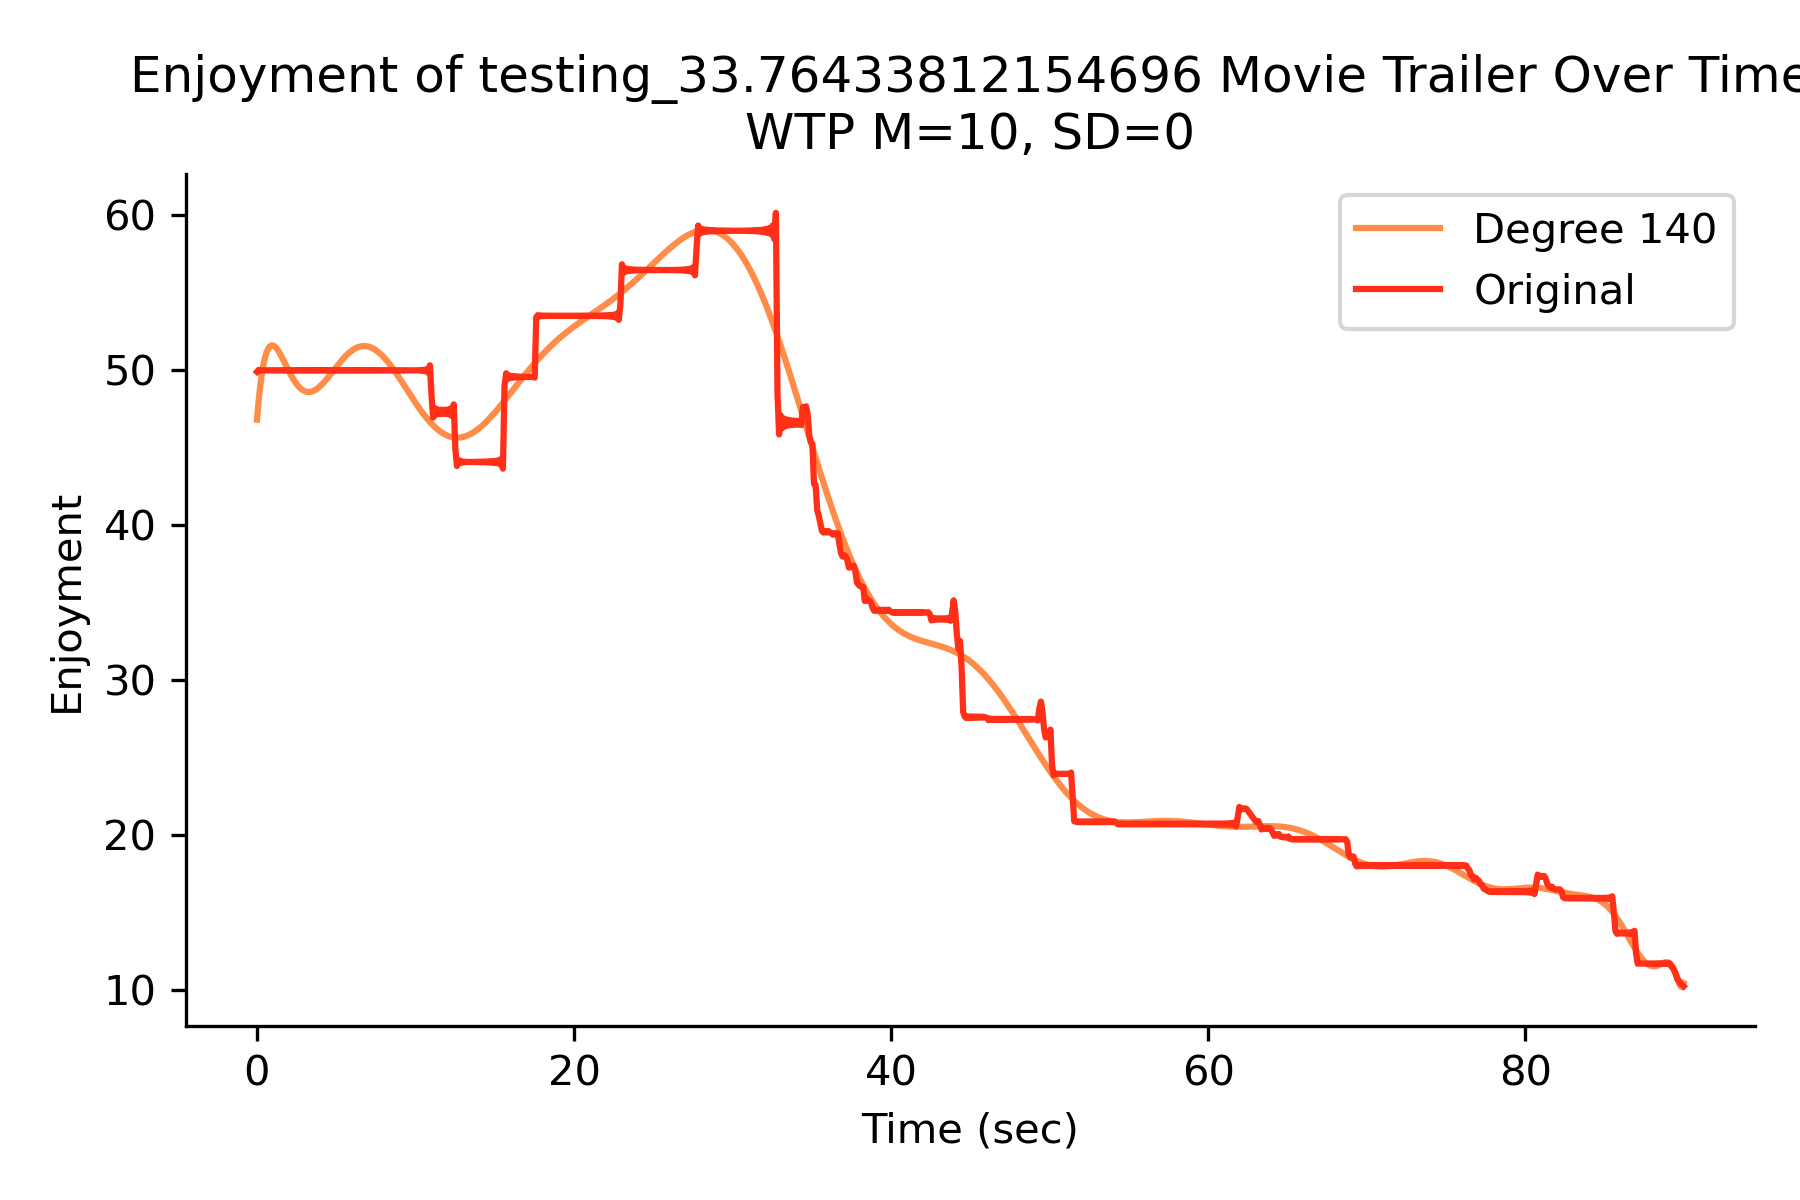 Enjoyment of testing_33.76433812154696 Movie Trailer Over Time
WTP M=10, SD=0
Degree 140
Original
Enjoyment
60
50
40
30
20
10
0
20
40
60
80
Time (sec)